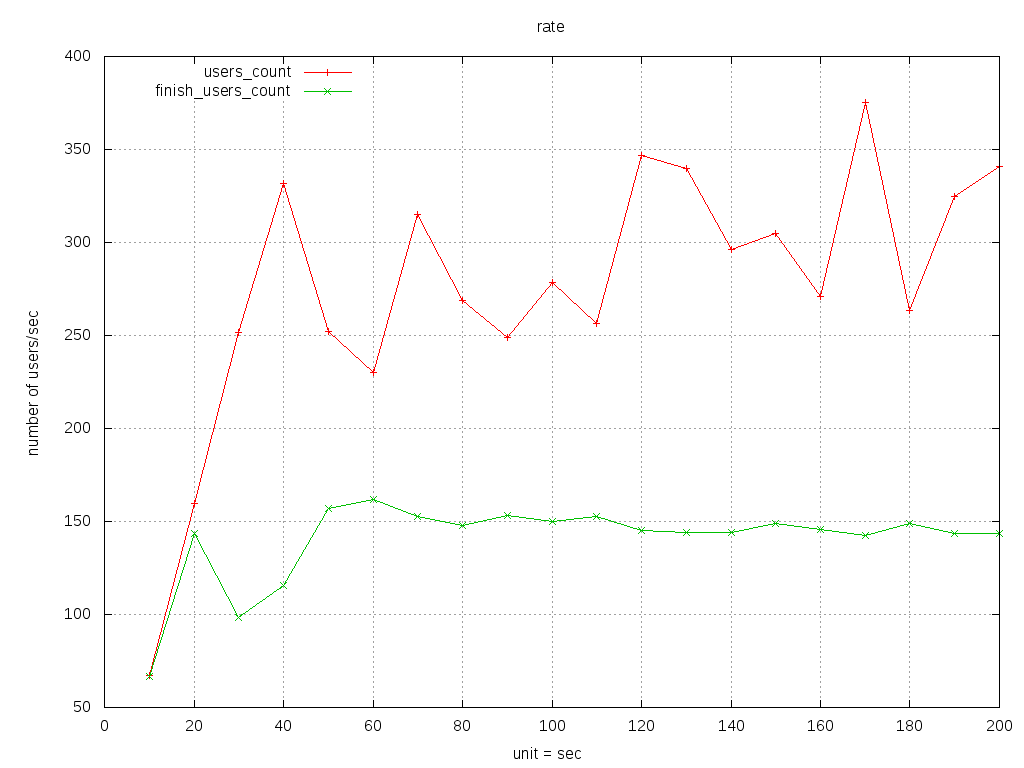 rate
400
350
300
250
200
150
100
50
number of users/sec
users_count
finish_users_count
0 20 40 60 80 100 120 140 160 180 200
unit = sec